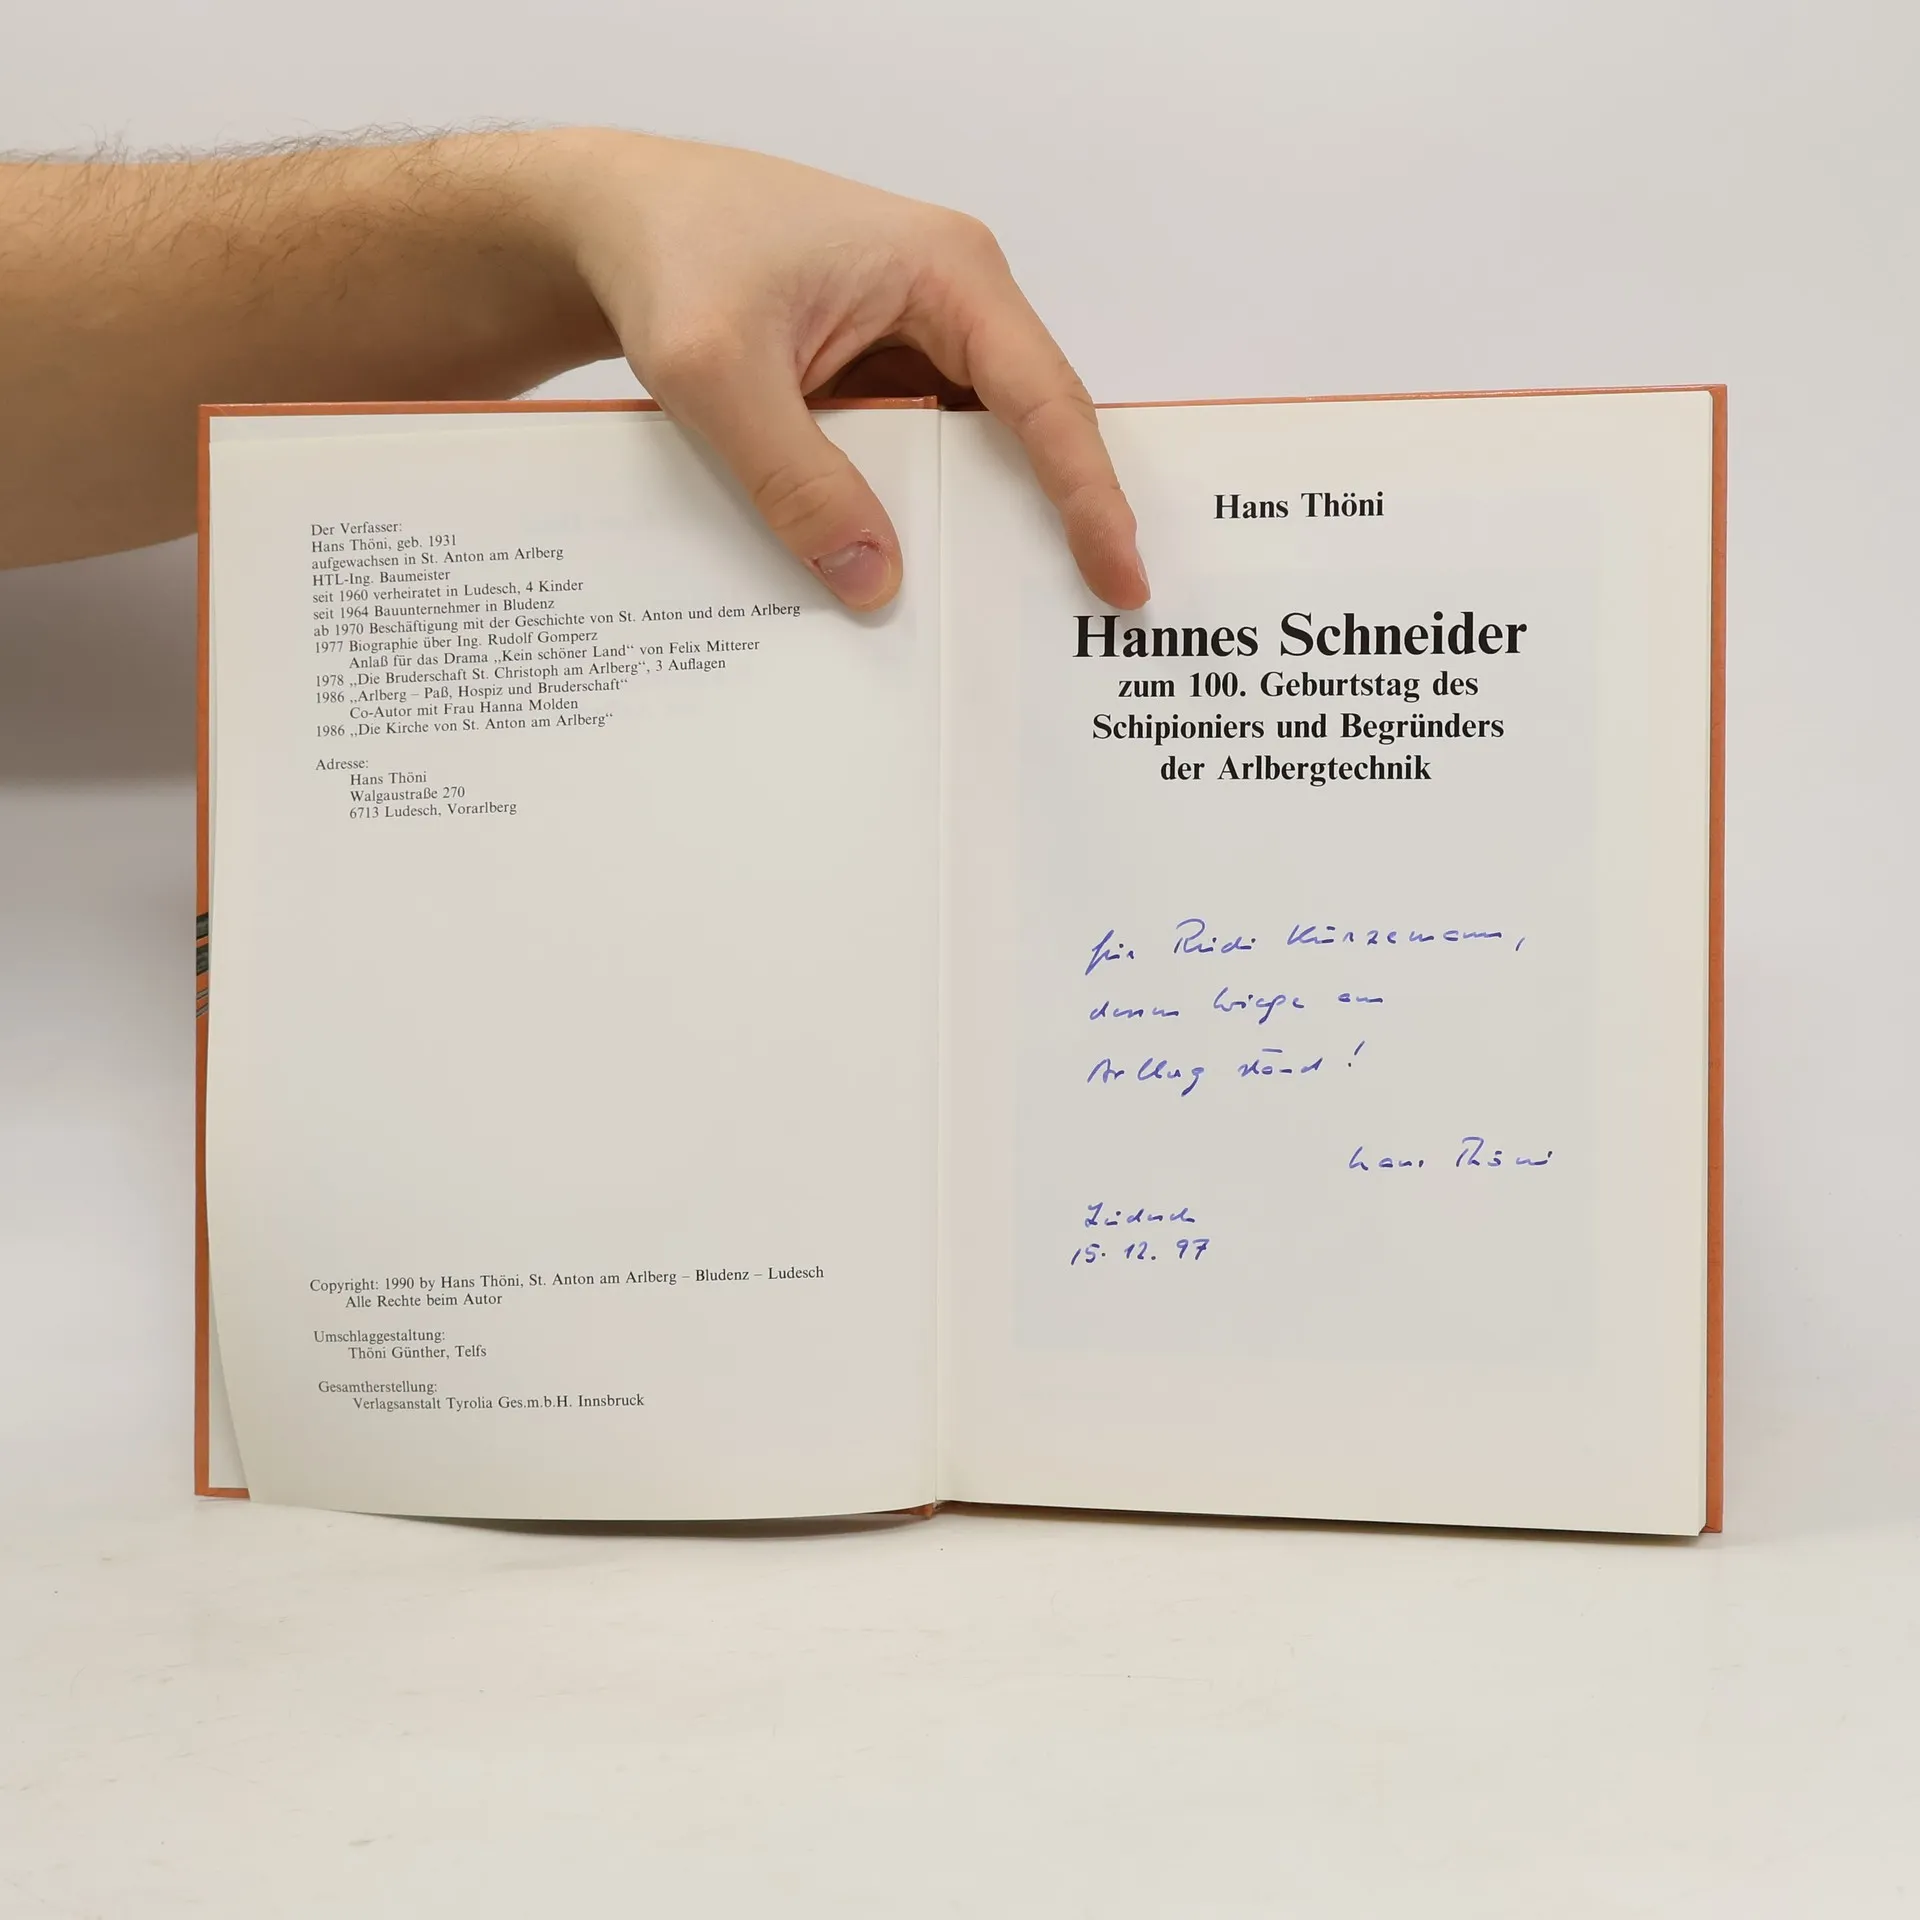 Der Verfasser:
Hans Thöni, geb. 1931
aufgewachsen in St. Anton am Arlberg
HTL-Ing. Baumeister
seit 1960 verheiratet in Ludesch, 4 Kinder
seit 1964 Bauunternehmer in Bludenz
ab 1970 Beschäftigung mit der Geschichte von St. Anton und dem Arlberg
1977 Biographie über Ing. Rudolf Gomperz
Anlaß für das Drama „Kein schöner Land“ von Felix Mitterer
1978 „Die Bruderschaft St. Christoph am Arlberg“, 3 Auflagen
1986 „Arlberg – Paß, Hospiz und Bruderschaft“
Co-Autor mit Frau Hanna Molden
1986 „Die Kirche von St. Anton am Arlberg“
Adresse:
Hans Thöni
Walgaustraße 270
6713 Ludesch, Vorarlberg
Copyright: 1990 by Hans Thöni, St. Anton am Arlberg – Bludenz – Ludesch
Alle Rechte beim Autor
Umschlaggestaltung:
Thöni Günther, Telfs
Gesamtherstellung:
Verlagsanstalt Tyrolia Ges.m.b.H. Innsbruck
Hans Thöni
Hannes Schneider
zum 100. Geburtstag des
Schipioniers und Begründers
der Arlbergtechnik
für Rudi Kürzemann,
dessen Wiege am
Arlberg stand!
Hans Thöni
Ludesch
15. 12. 97